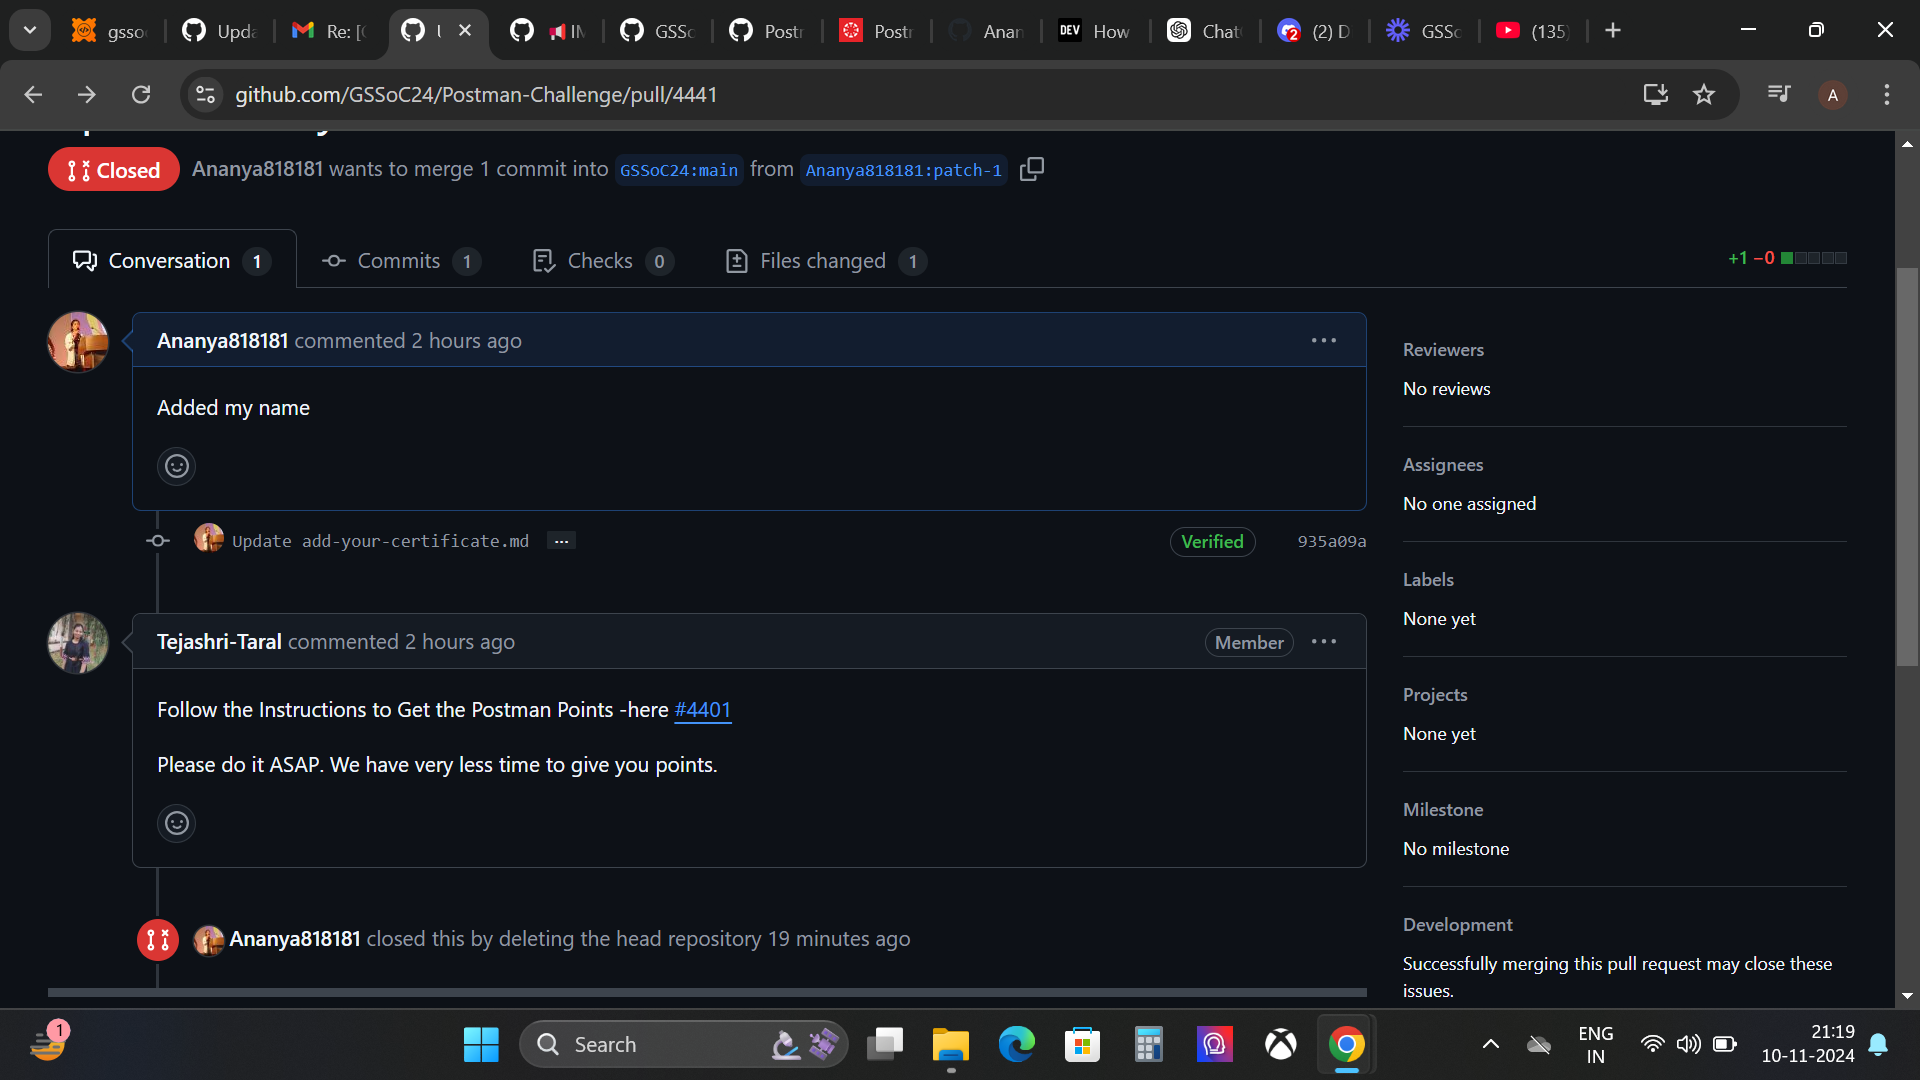 gsso
Upda
Re: [
IM
GSSo
Postr
Postr
Anan
DEV
How
Chat
2
(2) D
GSSo
(135)
github.com/GSSoC24/Postman-Challenge/pull/4441
A
Closed
Ananya818181 wants to merge 1 commit into GSSoC24:main from Ananya818181:patch-1
Conversation 1
Commits 1
Checks 0
Files changed 1
+1 −0
Ananya818181 commented 2 hours ago
Added my name
Update add-your-certificate.md ...
Verified
935a09a
Tejashri-Taral commented 2 hours ago
Member
Follow the Instructions to Get the Postman Points -here #4401
Please do it ASAP. We have very less time to give you points.
Ananya818181 closed this by deleting the head repository 19 minutes ago
Reviewers
No reviews
Assignees
No one assigned
Labels
None yet
Projects
None yet
Milestone
No milestone
Development
Successfully merging this pull request may close these
issues.
1
Search
ENG
IN
21:19
10-11-2024